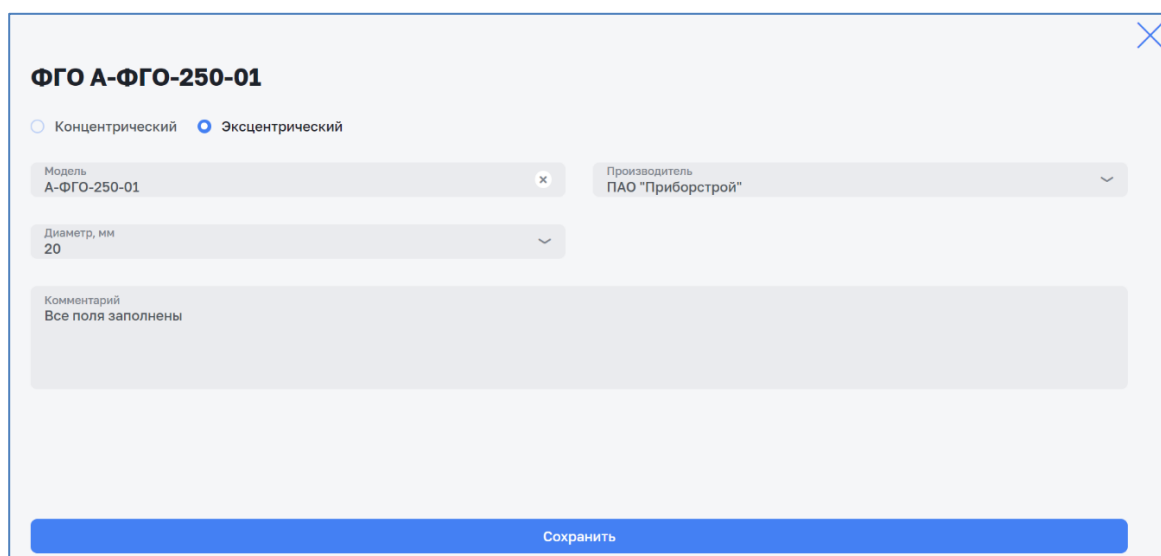 ФГО А-ФГО-250-01
Концентрический Эксцентрический
Модель
А-ФГО-250-01
Производитель
ПАО "Приборстрой"
Диаметр, мм
20
Комментарий
Все поля заполнены
Сохранить